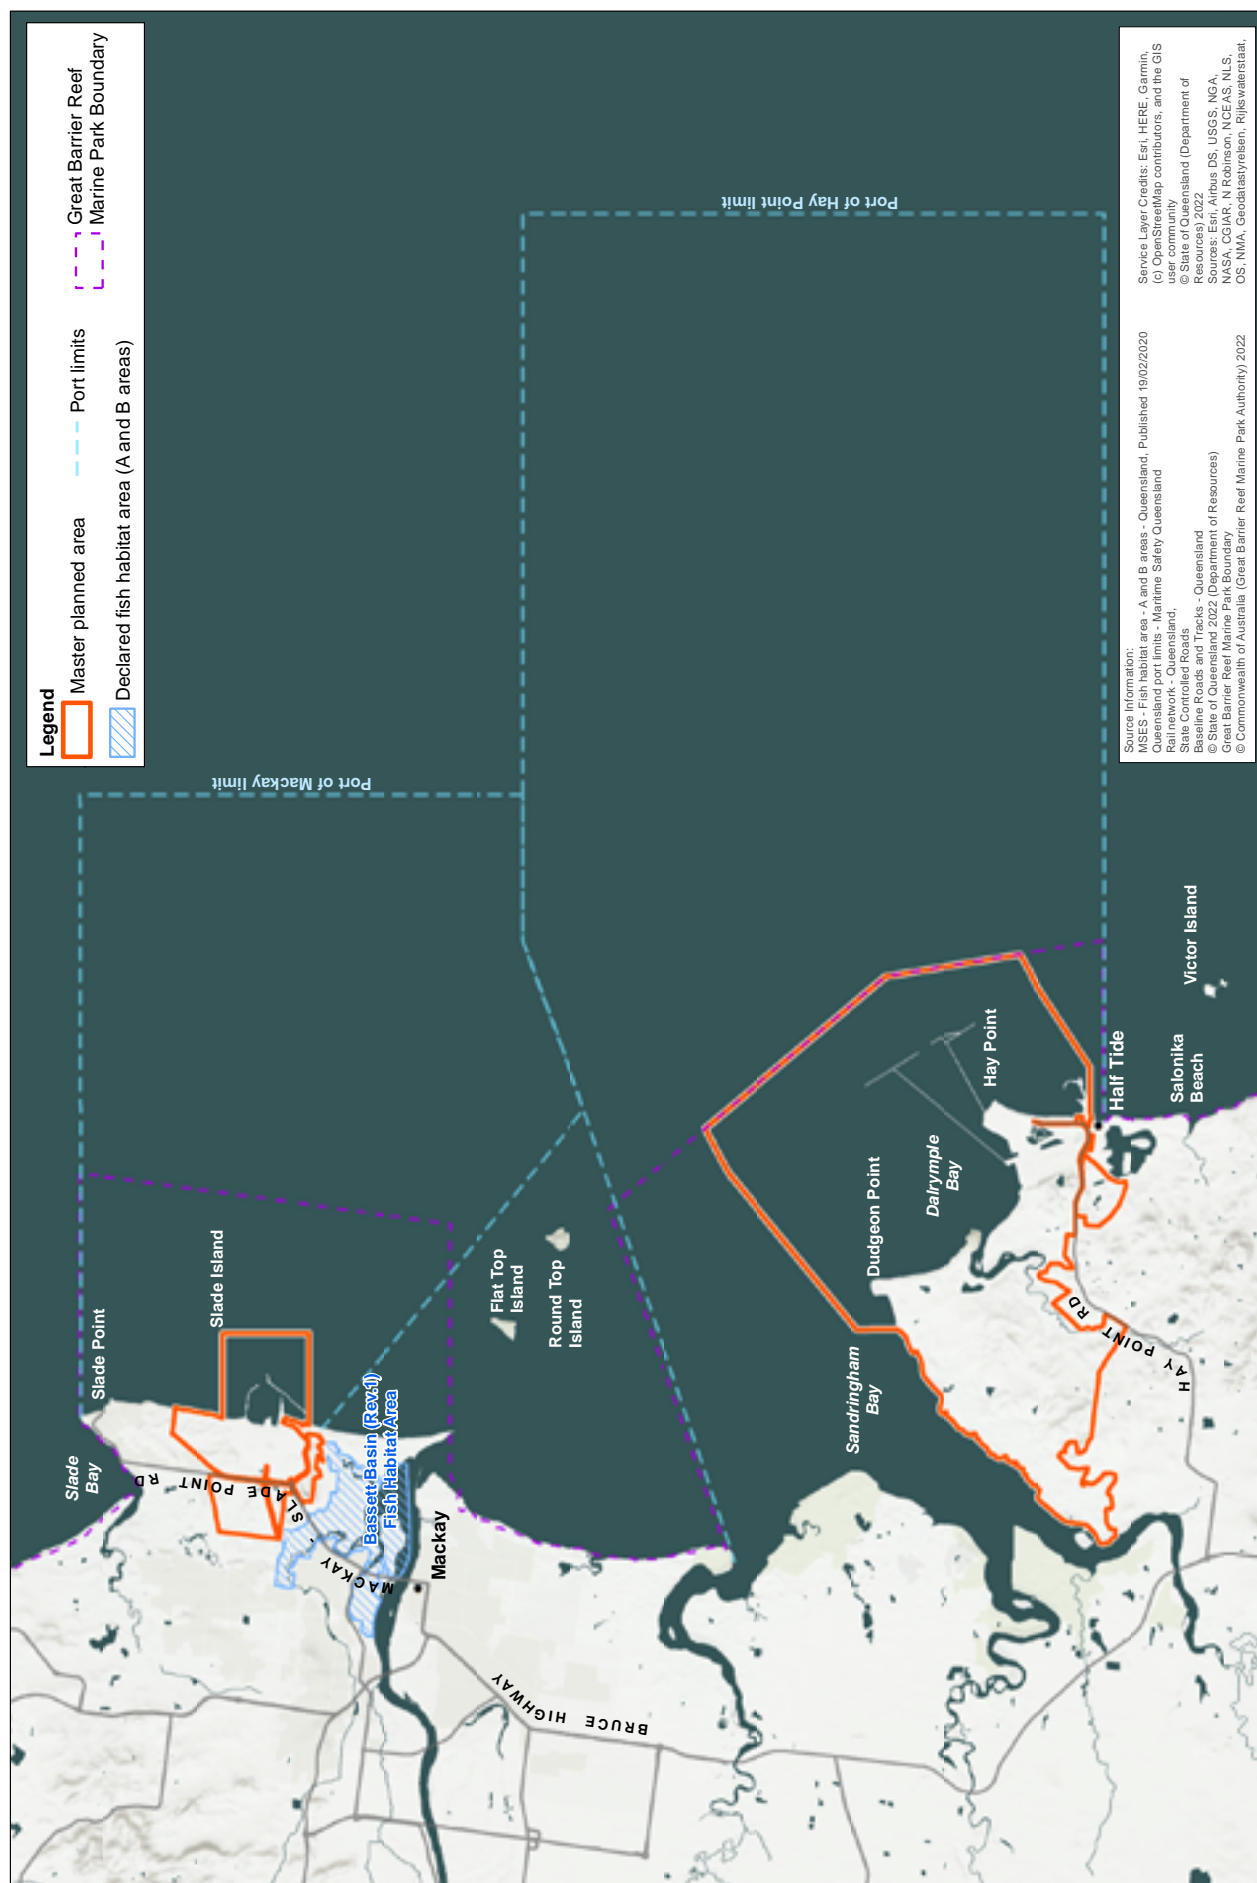 Legend
Master planned area
Port limits
Great Barrier Reef
Marine Park Boundary
Declared fish habitat area (A and B areas)
Port of Mackay limit
Port of Hay Point limit
Slade Point
Slade Island
Slade
Bay
SLADE POINT RD
MACKAY - SLADE POINT RD
Bassett Basin (Rev.1)
Fish Habitat Area
Mackay
Flat Top
Island
Round Top
Island
BRUCE HIGHWAY
Sandringham
Bay
Dudgeon Point
Dalrymple
Bay
Hay Point
HAY POINT RD
Half Tide
Salonika
Beach
Victor Island
Source Information:
MSES - Fish habitat area - A and B areas - Queensland, Published 19/02/2020
Queensland port limits - Maritime Safety Queensland
Rail network - Queensland,
State Controlled Roads
Baseline Roads and Tracks - Queensland
© State of Queensland 2022 (Department of Resources)
Great Barrier Reef Marine Park Boundary
© Commonwealth of Australia (Great Barrier Reef Marine Park Authority) 2022
Service Layer Credits: Esri, HERE, Garmin,
(c) OpenStreetMap contributors, and the GIS
user community
© State of Queensland (Department of
Resources) 2022
Sources: Esri, Airbus DS, USGS, NGA,
NASA, CGIAR, N Robinson, NCEAS, NLS,
OS, NMA, Geodatastyrelsen, Rijkswaterstaat,